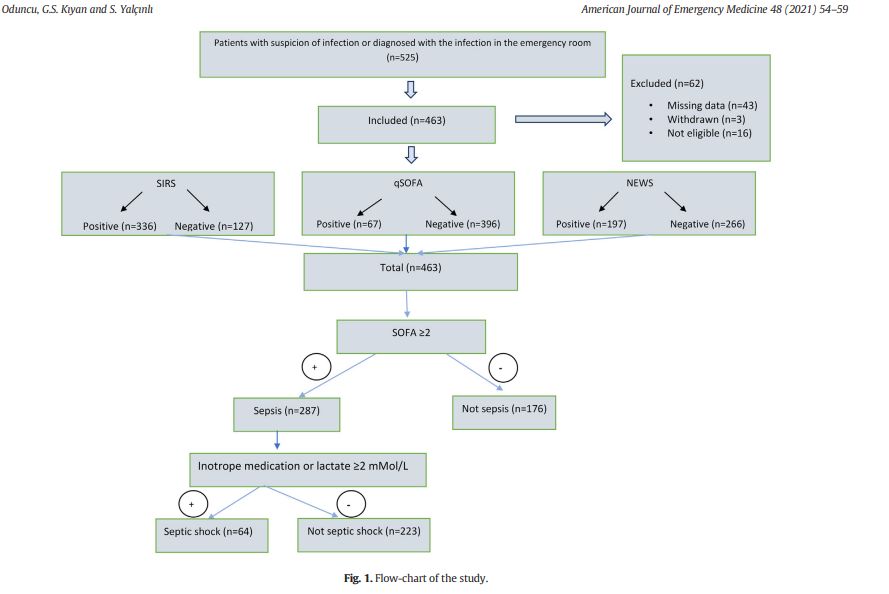 Oduncu, G.S. Kıyan and S. Yalçınlı
American Journal of Emergency Medicine 48 (2021) 54–59
Patients with suspicion of infection or diagnosed with the infection in the emergency room
(n=525)
Excluded (n=62)
• Missing data (n=43)
• Withdrawn (n=3)
• Not eligible (n=16)
Included (n=463)
SIRS
Positive (n=336) Negative (n=127)
qSOFA
Positive (n=67) Negative (n=396)
NEWS
Positive (n=197) Negative (n=266)
Total (n=463)
SOFA ≥2
+
-
Sepsis (n=287)
Not sepsis (n=176)
Inotrope medication or lactate ≥2 mMol/L
+
-
Septic shock (n=64)
Not septic shock (n=223)
Fig. 1. Flow-chart of the study.